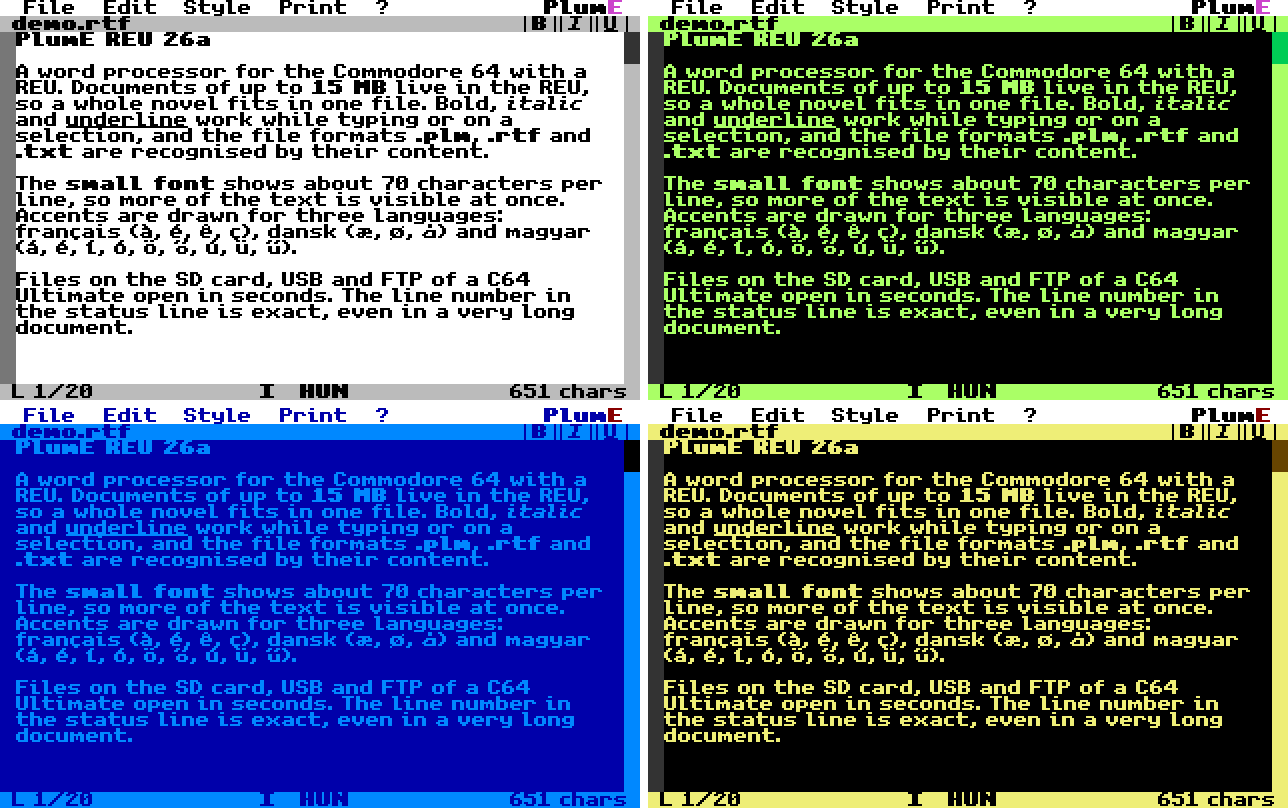 File Edit Style Print ? PlumE
demo.rtf B I U
PlumE REU 26a
A word processor for the Commodore 64 with a
REU. Documents of up to 15 MB live in the REU,
so a whole novel fits in one file. Bold, italic
and underline work while typing or on a
selection, and the file formats .plm, .rtf and
.txt are recognised by their content.
The small font shows about 70 characters per
line, so more of the text is visible at once.
Accents are drawn for three languages:
français (à, é, ê, ç), dansk (æ, ø, å) and magyar
(á, é, í, ó, ö, ő, ú, ü, ű).
Files on the SD card, USB and FTP of a C64
Ultimate open in seconds. The line number in
the status line is exact, even in a very long
document.
L 1/20 I HUN 651 chars
File Edit Style Print ? PlumE
demo.rtf B I U
PlumE REU 26a
A word processor for the Commodore 64 with a
REU. Documents of up to 15 MB live in the REU,
so a whole novel fits in one file. Bold, italic
and underline work while typing or on a
selection, and the file formats .plm, .rtf and
.txt are recognised by their content.
The small font shows about 70 characters per
line, so more of the text is visible at once.
Accents are drawn for three languages:
français (à, é, ê, ç), dansk (æ, ø, å) and magyar
(á, é, í, ó, ö, ő, ú, ü, ű).
Files on the SD card, USB and FTP of a C64
Ultimate open in seconds. The line number in
the status line is exact, even in a very long
document.
L 1/20 I HUN 651 chars
File Edit Style Print ? PlumE
demo.rtf B I U
PlumE REU 26a
A word processor for the Commodore 64 with a
REU. Documents of up to 15 MB live in the REU,
so a whole novel fits in one file. Bold, italic
and underline work while typing or on a
selection, and the file formats .plm, .rtf and
.txt are recognised by their content.
The small font shows about 70 characters per
line, so more of the text is visible at once.
Accents are drawn for three languages:
français (à, é, ê, ç), dansk (æ, ø, å) and magyar
(á, é, í, ó, ö, ő, ú, ü, ű).
Files on the SD card, USB and FTP of a C64
Ultimate open in seconds. The line number in
the status line is exact, even in a very long
document.
L 1/20 I HUN 651 chars
File Edit Style Print ? PlumE
demo.rtf B I U
PlumE REU 26a
A word processor for the Commodore 64 with a
REU. Documents of up to 15 MB live in the REU,
so a whole novel fits in one file. Bold, italic
and underline work while typing or on a
selection, and the file formats .plm, .rtf and
.txt are recognised by their content.
The small font shows about 70 characters per
line, so more of the text is visible at once.
Accents are drawn for three languages:
français (à, é, ê, ç), dansk (æ, ø, å) and magyar
(á, é, í, ó, ö, ő, ú, ü, ű).
Files on the SD card, USB and FTP of a C64
Ultimate open in seconds. The line number in
the status line is exact, even in a very long
document.
L 1/20 I HUN 651 chars